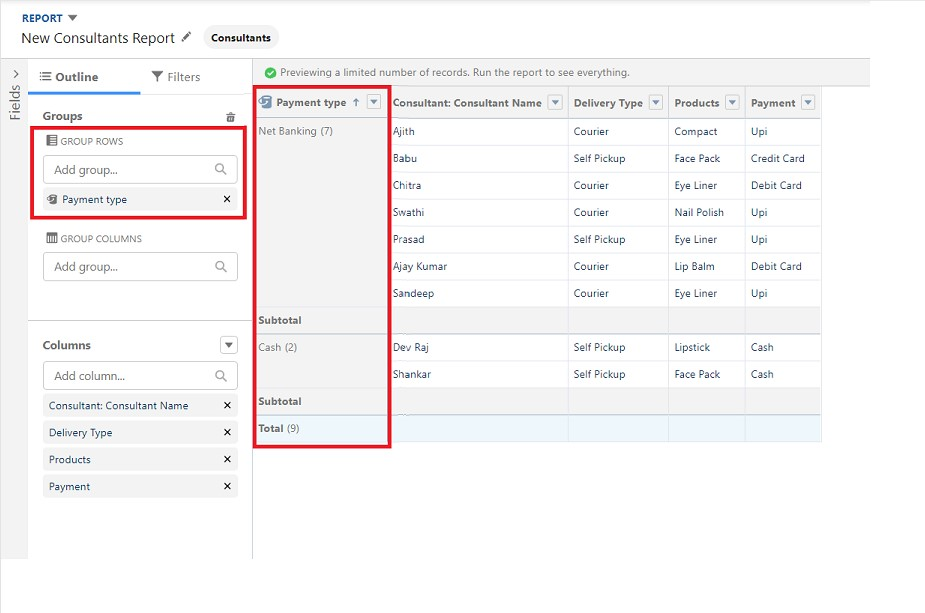 REPORT
New Consultants Report
Consultants
Fields
Outline
Filters
Groups
GROUP ROWS
Add group...
Payment type
GROUP COLUMNS
Add group...
Columns
Add column...
Consultant: Consultant Name
Delivery Type
Products
Payment
Previewing a limited number of records. Run the report to see everything.
Payment type Consultant: Consultant Name Delivery Type Products Payment
Net Banking (7) Ajith Courier Compact Upi
Babu Self Pickup Face Pack Credit Card
Chitra Courier Eye Liner Debit Card
Swathi Courier Nail Polish Upi
Prasad Self Pickup Eye Liner Upi
Ajay Kumar Courier Lip Balm Debit Card
Sandeep Courier Eye Liner Upi
Subtotal
Cash (2) Dev Raj Self Pickup Lipstick Cash
Shankar Self Pickup Face Pack Cash
Subtotal
Total (9)